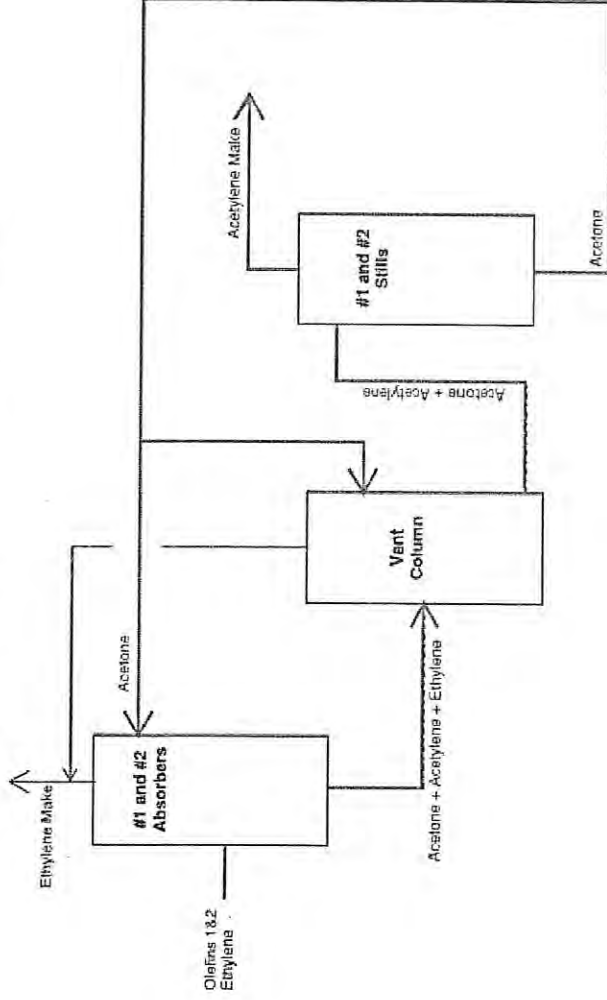 Ethylene Make
Acetone
#1 and #2
Absorbers
Olefins 1&2
Ethylene
Acetone + Acetylene + Ethylene
Vent
Column
Acetone + Acetylene
Acetylene Make
#1 and #2
Stills
Acetone